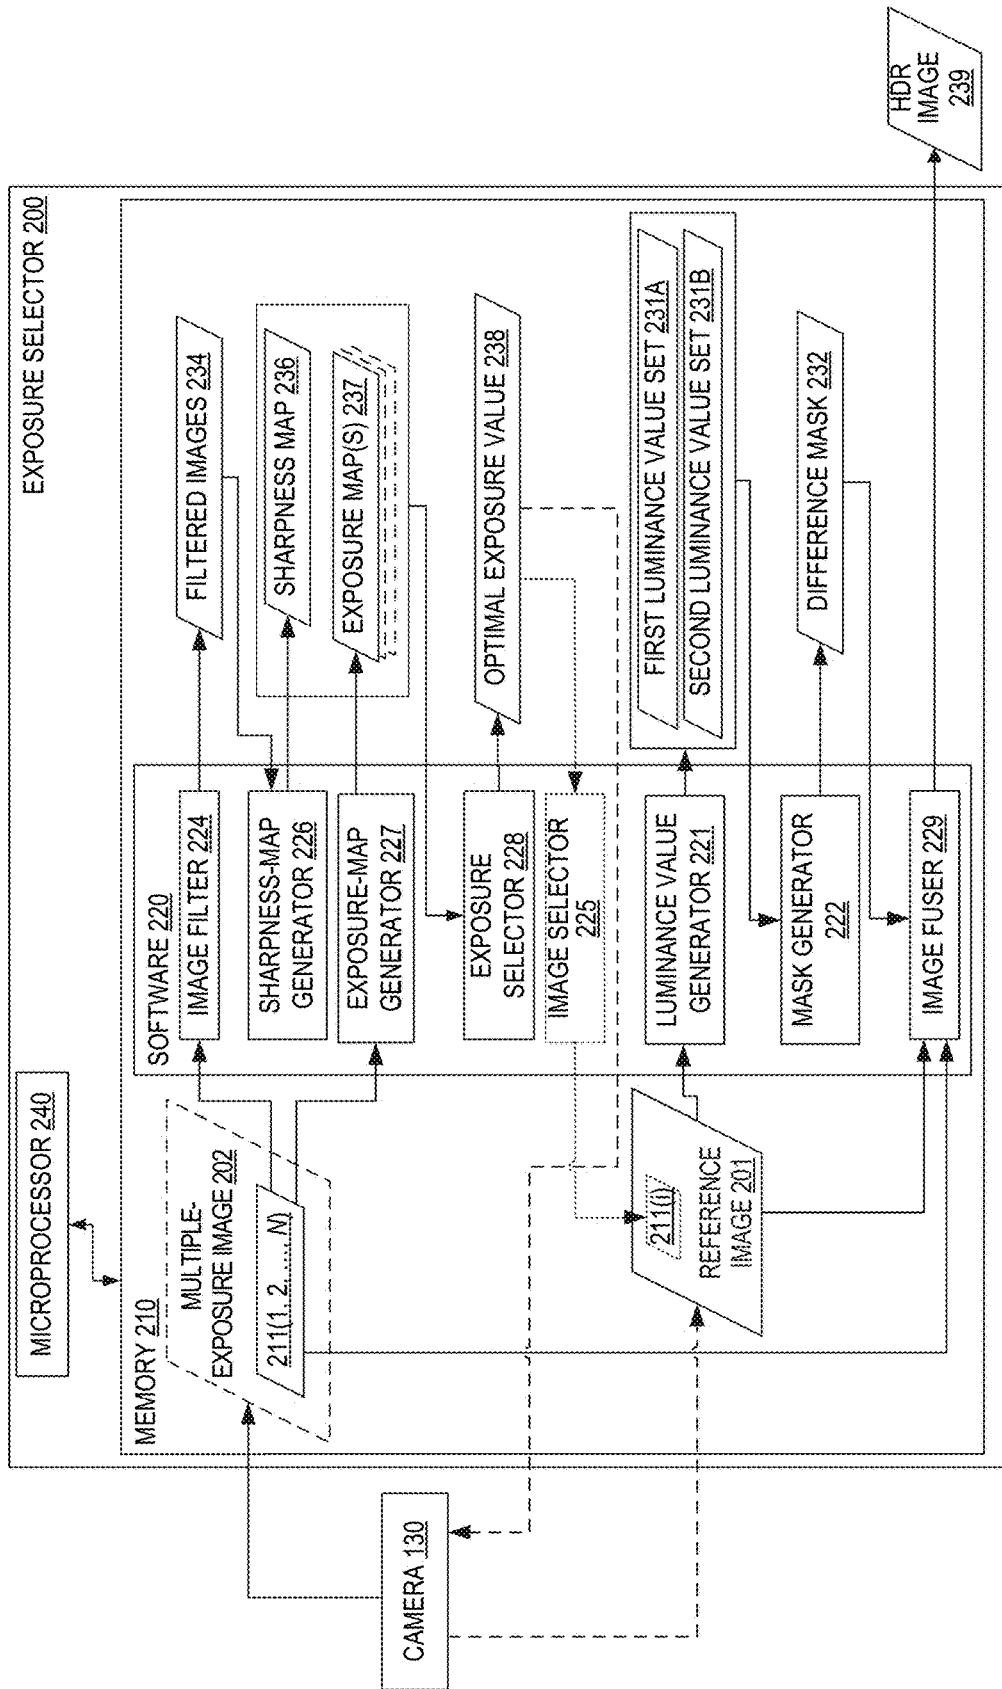 EXPOSURE SELECTOR 200
MICROPROCESSOR 240
MEMORY 210
SOFTWARE 220
CAMERA 130
MULTIPLE-
EXPOSURE IMAGE 202
211(1, 2, ..., N)
IMAGE FILTER 224
FILTERED IMAGES 234
SHARPNESS-MAP
GENERATOR 226
SHARPNESS MAP 236
EXPOSURE-MAP
GENERATOR 227
EXPOSURE MAP(S) 237
EXPOSURE
SELECTOR 228
OPTIMAL EXPOSURE VALUE 238
IMAGE SELECTOR
225
211(i)
REFERENCE
IMAGE 201
LUMINANCE VALUE
GENERATOR 221
FIRST LUMINANCE VALUE SET 231A
SECOND LUMINANCE VALUE SET 231B
MASK GENERATOR
222
DIFFERENCE MASK 232
IMAGE FUSER 229
HDR
IMAGE
239